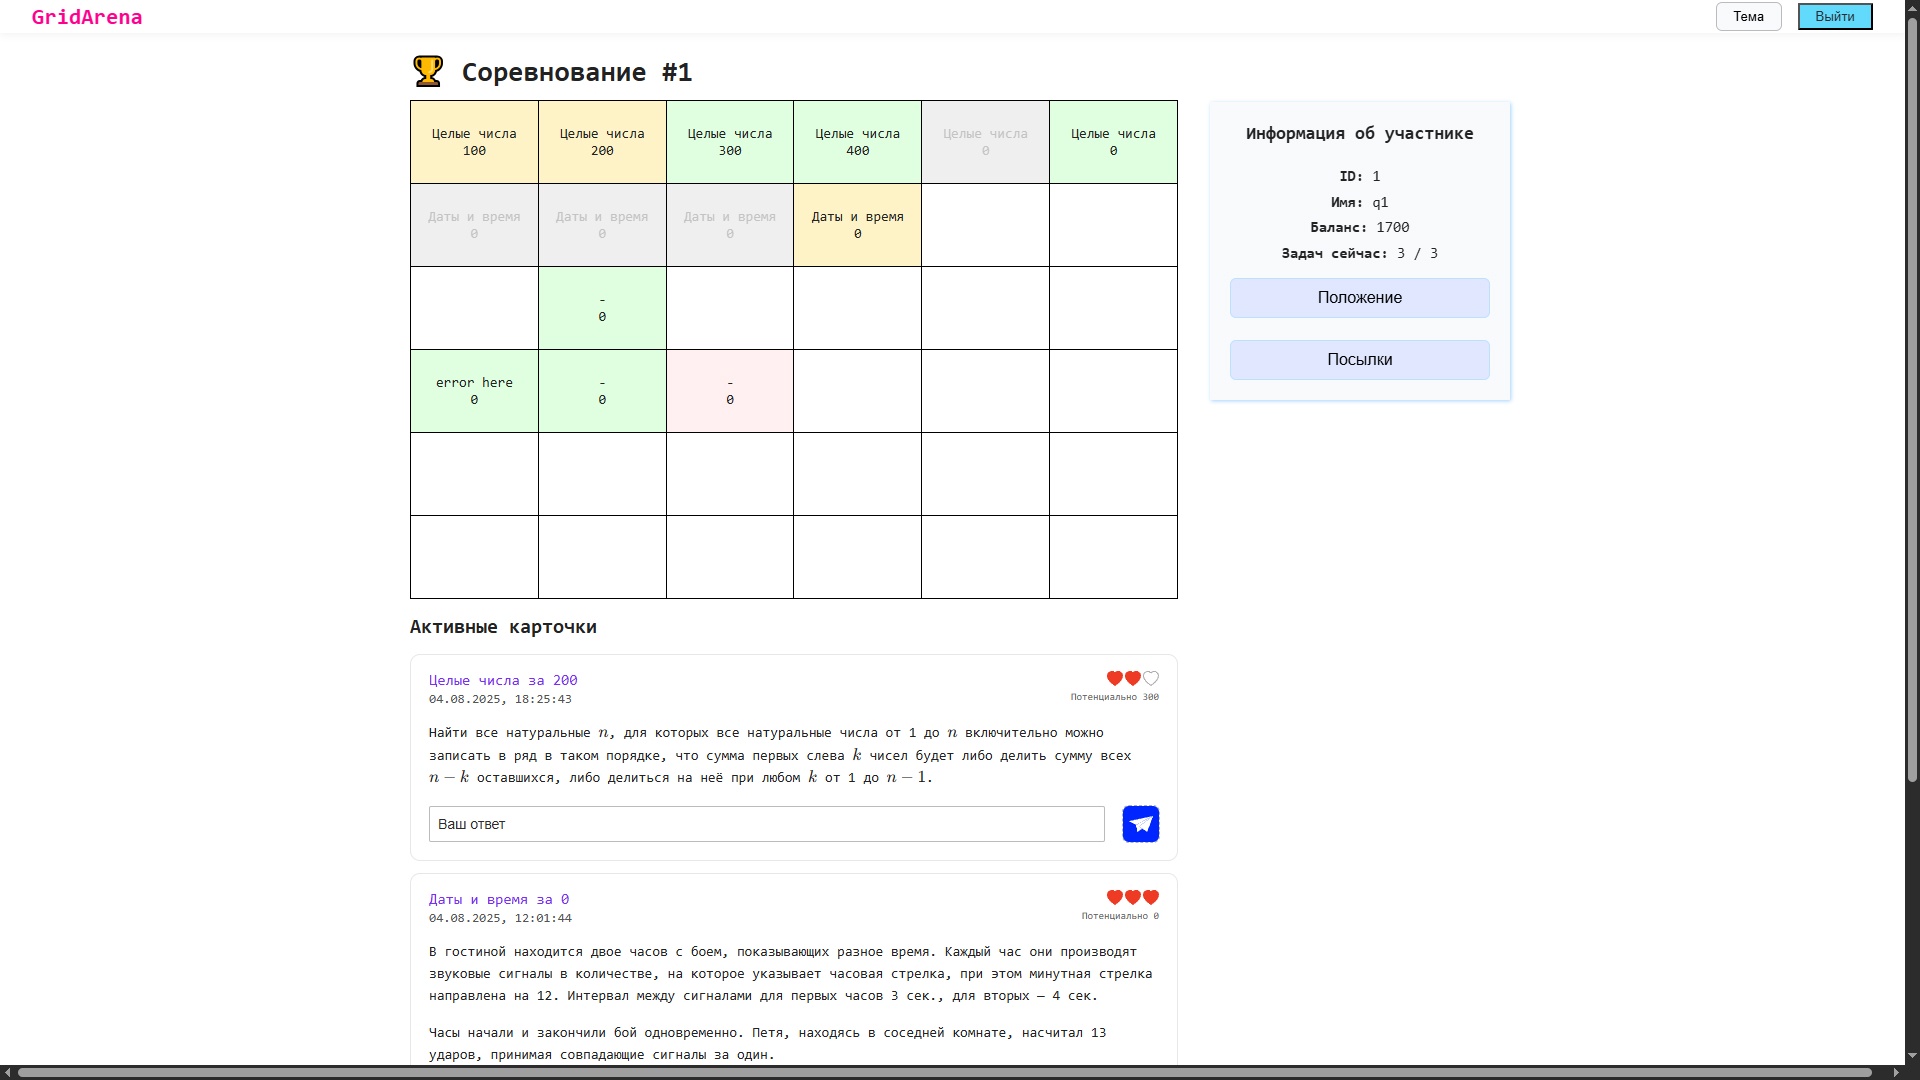 GridArena
Тема
Выйти
🏆 Соревнование #1
Целые числа 100
Целые числа 200
Целые числа 300
Целые числа 400
Целые числа 0
Целые числа 0
Даты и время 0
Даты и время 0
Даты и время 0
Даты и время 0
- 0
error here 0
- 0
- 0
Информация об участнике
ID: 1
Имя: q1
Баланс: 1700
Задач сейчас: 3 / 3
Положение
Посылки
Активные карточки
Целые числа за 200
04.08.2025, 18:25:43
Потенциально 300
Найти все натуральные n, для которых все натуральные числа от 1 до n включительно можно
записать в ряд в таком порядке, что сумма первых слева k чисел будет либо делить сумму всех
n − k оставшихся, либо делиться на неё при любом k от 1 до n − 1.
Ваш ответ
Даты и время за 0
04.08.2025, 12:01:44
Потенциально 0
В гостиной находится двое часов с боем, показывающих разное время. Каждый час они производят
звуковые сигналы в количестве, на которое указывает часовая стрелка, при этом минутная стрелка
направлена на 12. Интервал между сигналами для первых часов 3 сек., для вторых — 4 сек.
Часы начали и закончили бой одновременно. Петя, находясь в соседней комнате, насчитал 13
ударов, принимая совпадающие сигналы за один.